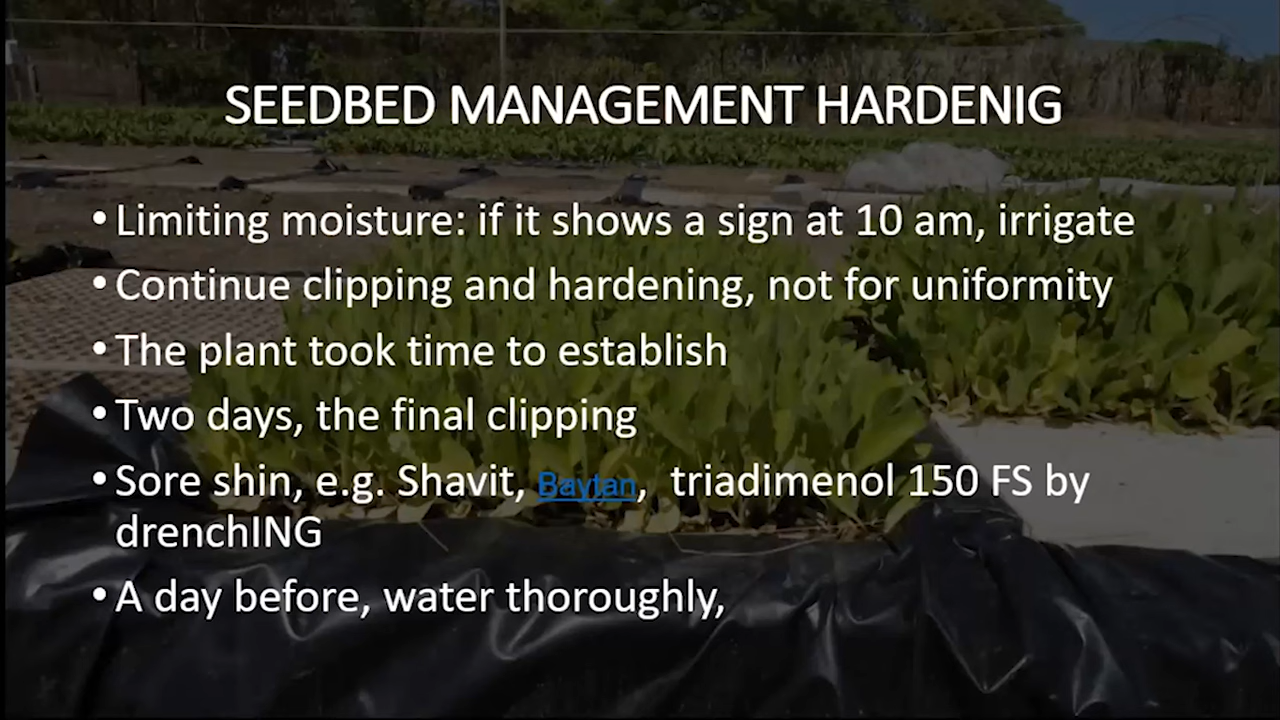 SEEDBED MANAGEMENT HARDENIG
• Limiting moisture: if it shows a sign at 10 am, irrigate
• Continue clipping and hardening, not for uniformity
• The plant took time to establish
• Two days, the final clipping
• Sore shin, e.g. Shavit, Baytan, triadimenol 150 FS by
drenchING
• A day before, water thoroughly,